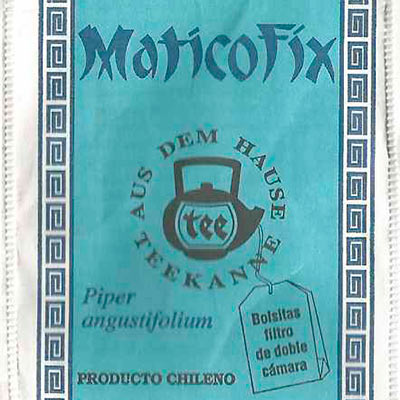 MaticoFix
AUS DEM HAUSE
TEEKANNE
tee
Piper
angustifolium
Bolsitas
filtro
de doble
cámara
PRODUCTO CHILENO